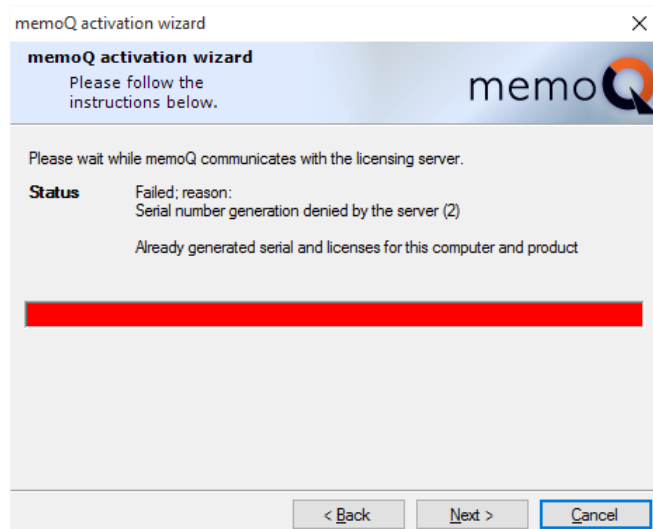 memoQ activation wizard
memoQ activation wizard
Please follow the
instructions below.
memoQ
Please wait while memoQ communicates with the licensing server.
Status
Failed; reason:
Serial number generation denied by the server (2)
Already generated serial and licenses for this computer and product
< Back
Next >
Cancel